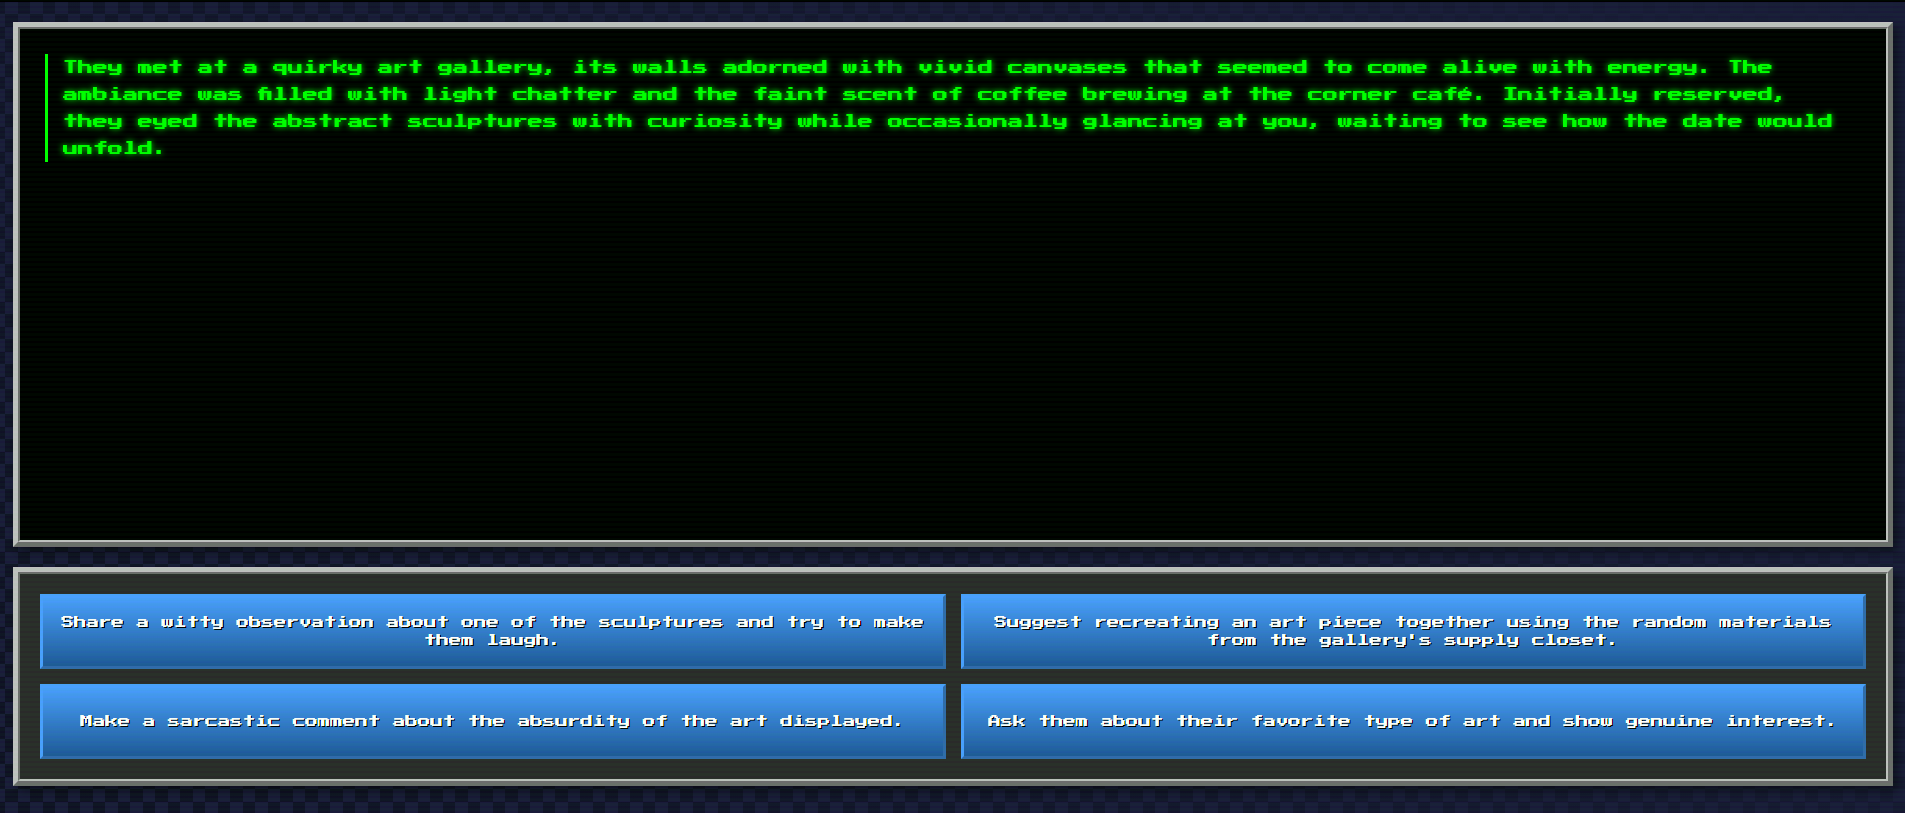 They met at a quirky art gallery, its walls adorned with vivid canvases that seemed to come alive with energy. The
ambiance was filled with light chatter and the faint scent of coffee brewing at the corner café. Initially reserved,
they eyed the abstract sculptures with curiosity while occasionally glancing at you, waiting to see how the date would
unfold.
Share a witty observation about one of the sculptures and try to make
them laugh.
Suggest recreating an art piece together using the random materials
from the gallery's supply closet.
Make a sarcastic comment about the absurdity of the art displayed.
Ask them about their favorite type of art and show genuine interest.